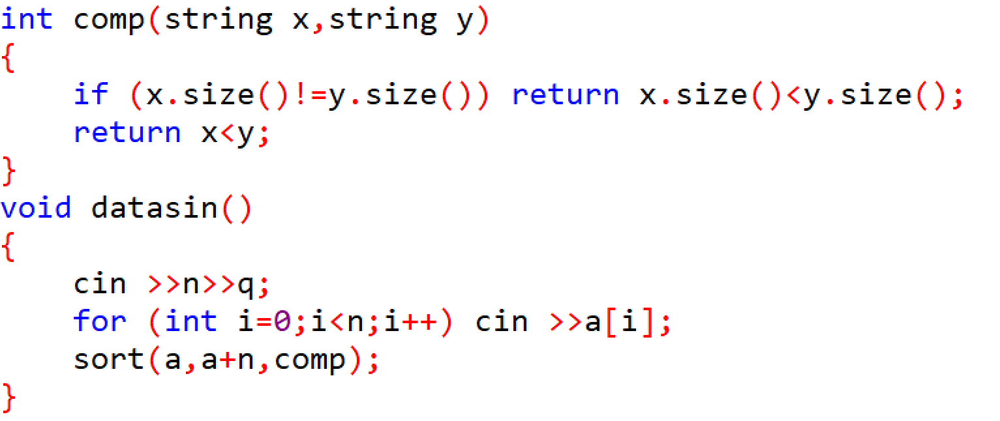 int comp(string x,string y)
{
    if (x.size()!=y.size()) return x.size()<y.size();
    return x<y;
}
void datasin()
{
    cin >>n>>q;
    for (int i=0;i<n;i++) cin >>a[i];
    sort(a,a+n,comp);
}